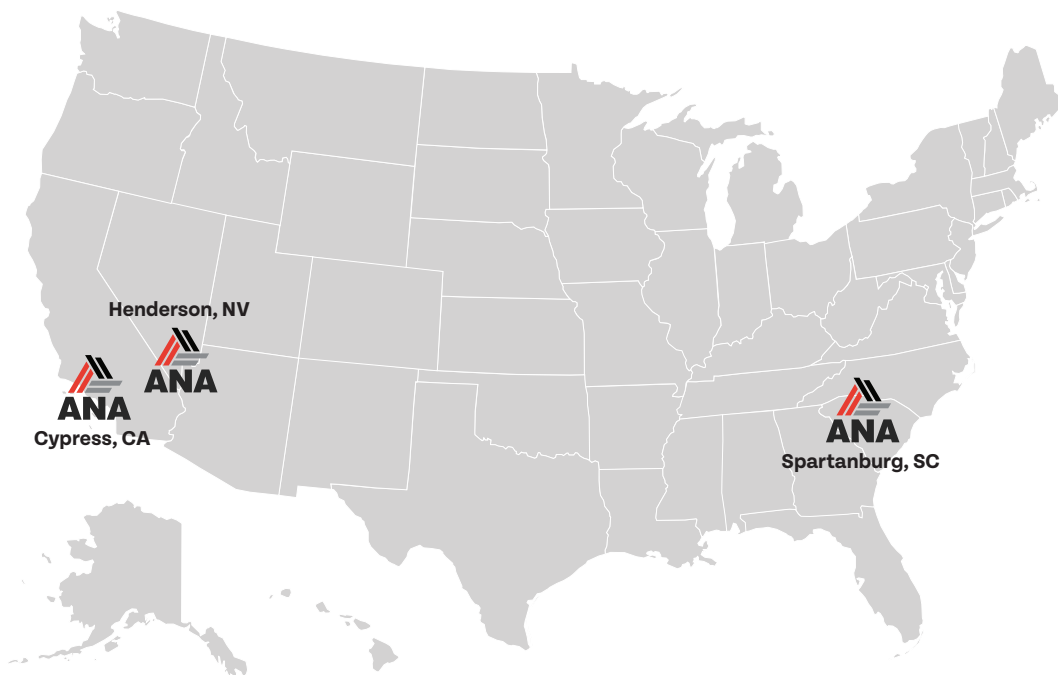 Henderson, NV
ANA
ANA
Cypress, CA
ANA
Spartanburg, SC